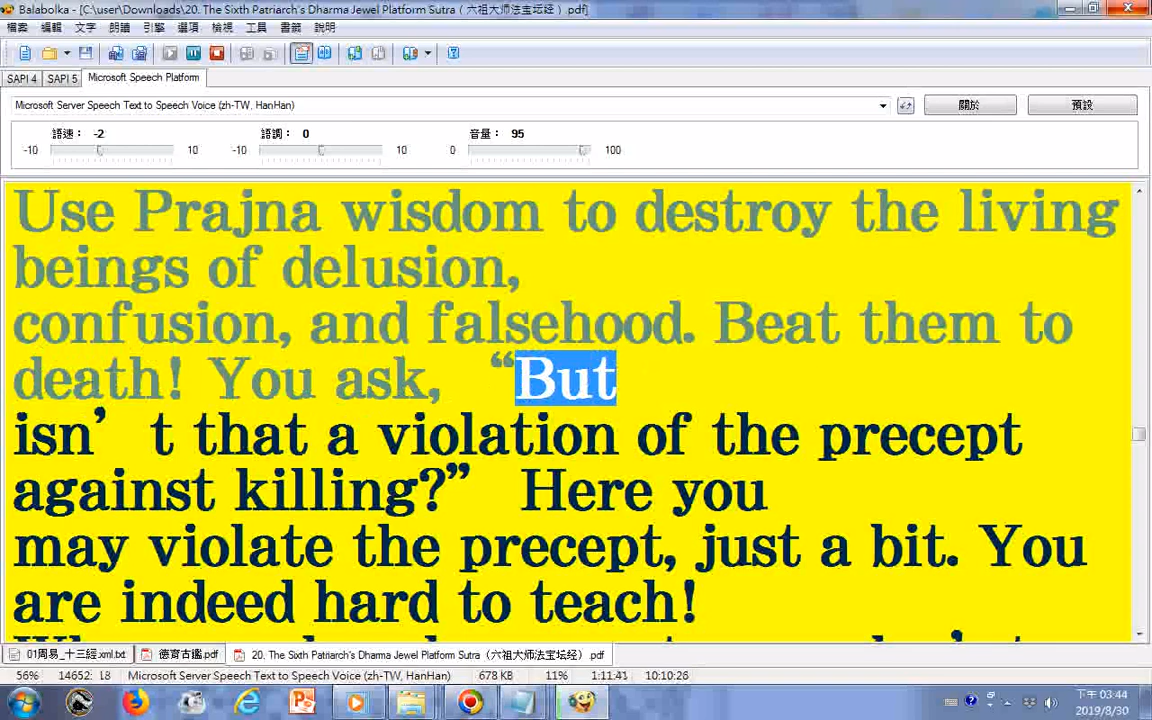 Balabolka - [C:\user\Downloads\20. The Sixth Patriarch's Dharma Jewel Platform Sutra（六祖大师法宝坛经）pdf]
檔案 編輯 文字 朗讀 引擎 選項 檢視 工具 書籤 說明
SAPI 4 SAPI 5 Microsoft Speech Platform
Microsoft Server Speech Text to Speech Voice (zh-TW, HanHan) 關於 預設
語速： -2 語調： 0 音量： 95
-10 10 -10 10 0 100
Use Prajna wisdom to destroy the living
beings of delusion,
confusion, and falsehood. Beat them to
death! You ask, “But
isn’t that a violation of the precept
against killing?” Here you
may violate the precept, just a bit. You
are indeed hard to teach!
01周易_十三經.xml.txt 德育古鑑.pdf 20. The Sixth Patriarch's Dharma Jewel Platform Sutra（六祖大师法宝坛经）.pdf
56% 14652: 18 Microsoft Server Speech Text to Speech Voice (zh-TW, HanHan) 678 KB 11% 1:11:41 10:10:26
下午 03:44
2019/8/30